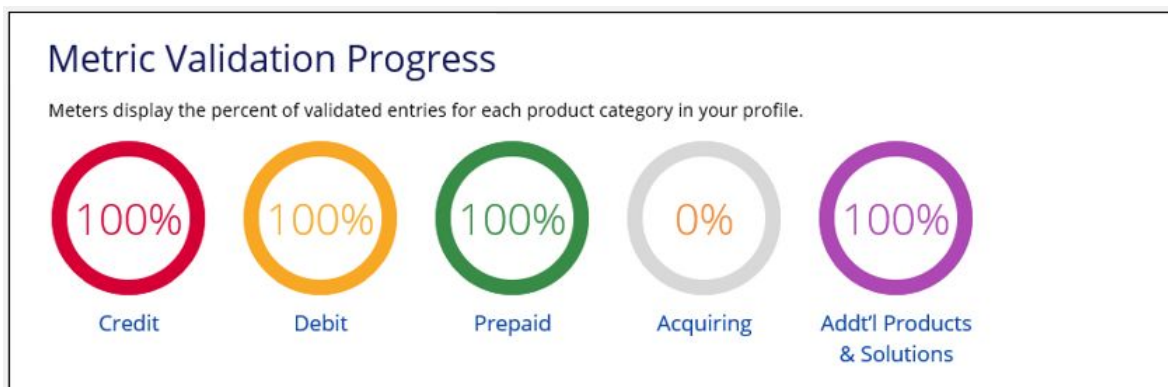 Metric Validation Progress
Meters display the percent of validated entries for each product category in your profile.
100%
100%
100%
0%
100%
Credit
Debit
Prepaid
Acquiring
Addt'l Products
& Solutions